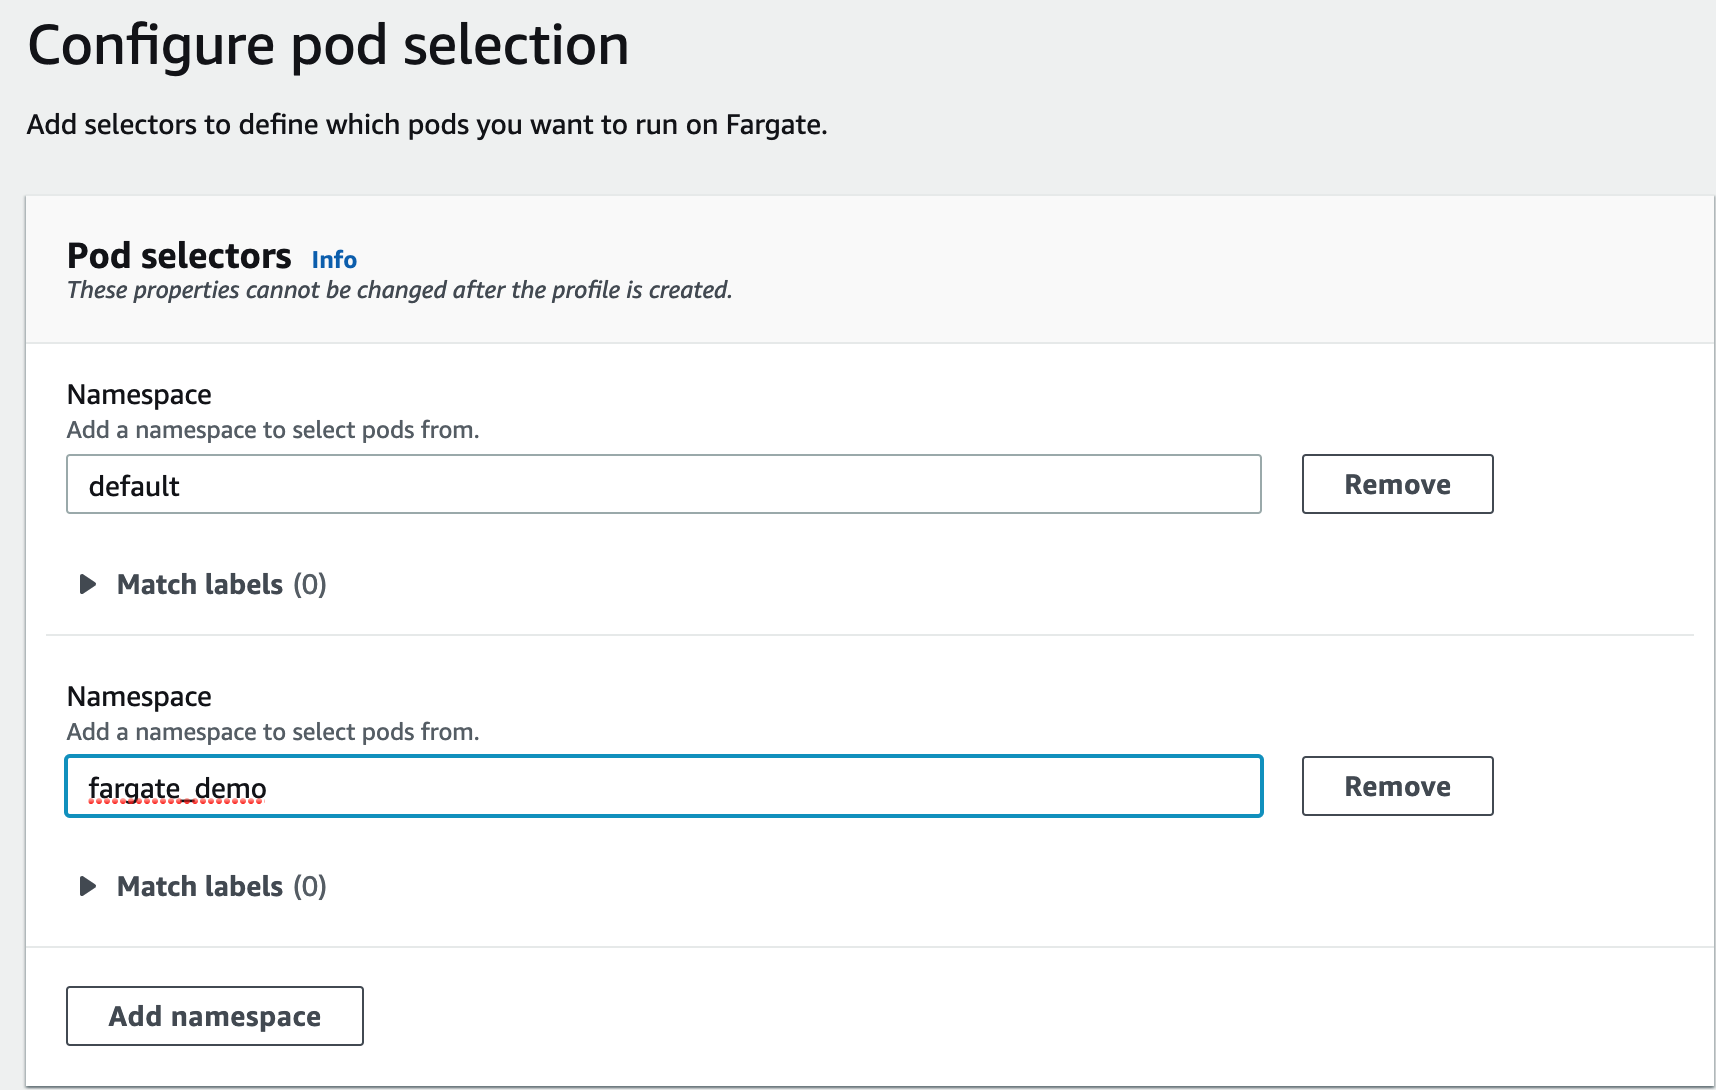 Configure pod selection
Add selectors to define which pods you want to run on Fargate.
Pod selectors Info
These properties cannot be changed after the profile is created.
Namespace
Add a namespace to select pods from.
default
Remove
Match labels (0)
Namespace
Add a namespace to select pods from.
fargate_demo
Remove
Match labels (0)
Add namespace